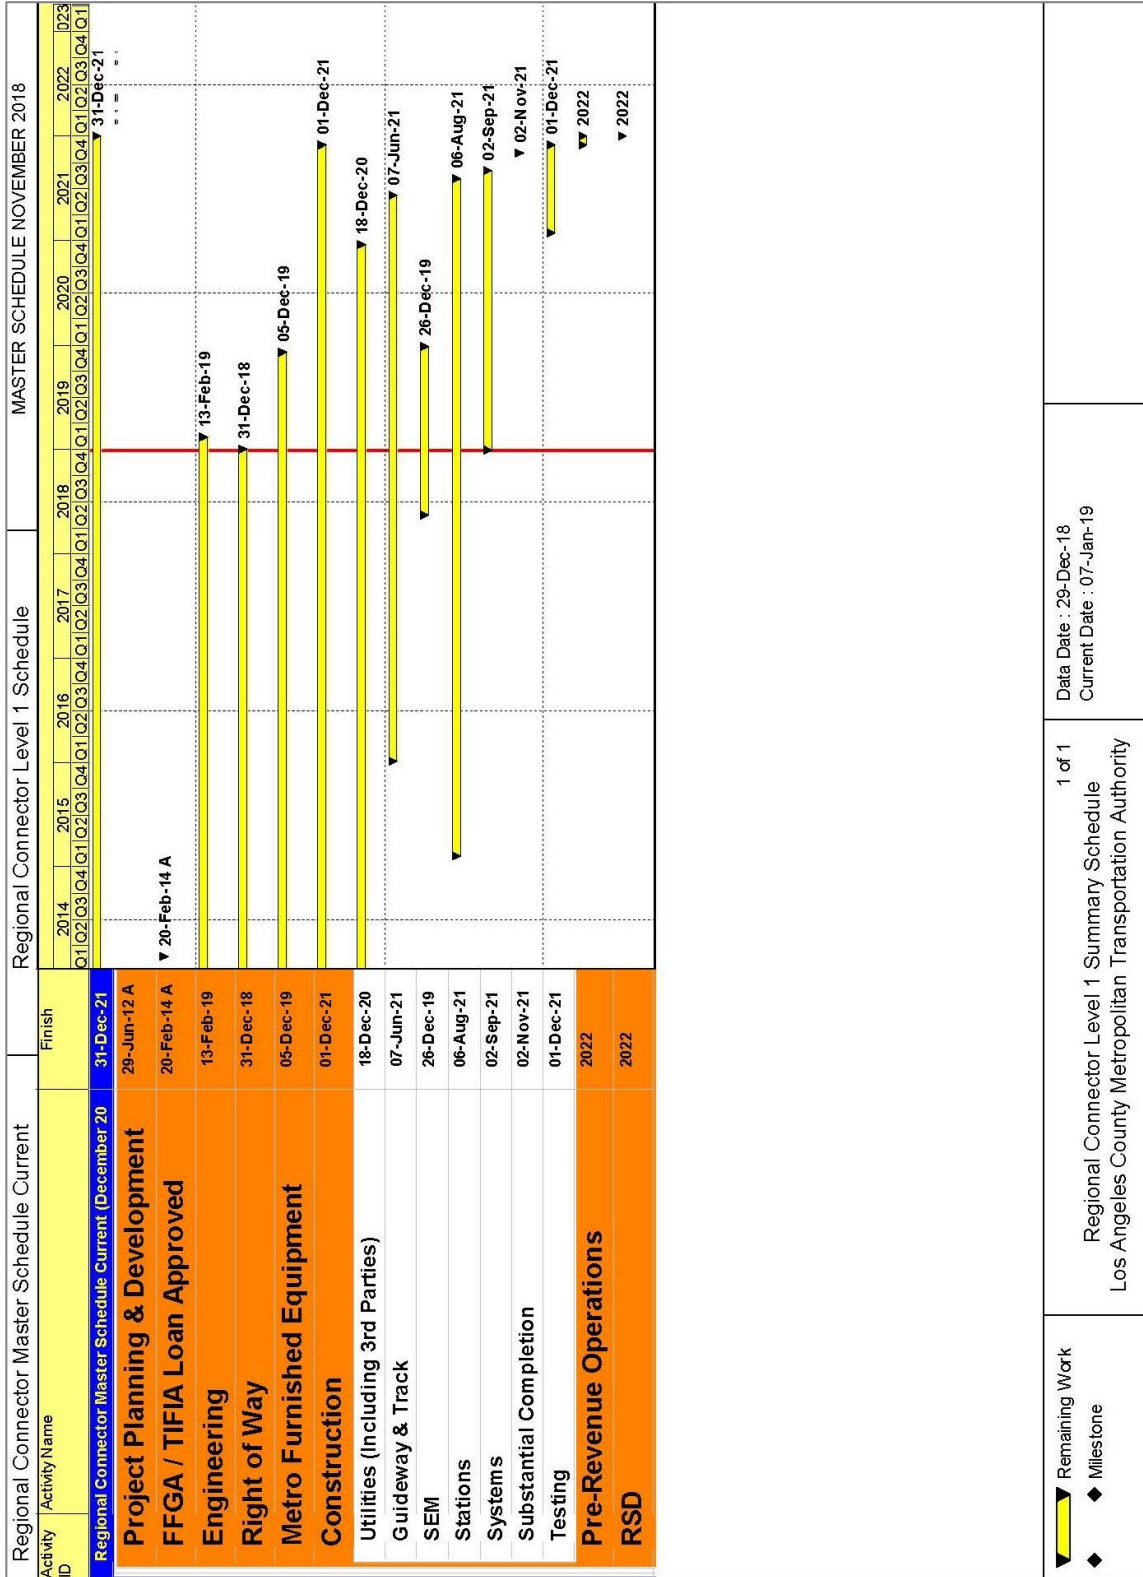 Regional Connector Master Schedule Current
Regional Connector Level 1 Schedule
MASTER SCHEDULE NOVEMBER 2018
Activity ID
Activity Name
Finish
2014 2015 2016 2017 2018 2019 2020 2021 2022 023
Q1 Q2 Q3 Q4 Q1 Q2 Q3 Q4 Q1 Q2 Q3 Q4 Q1 Q2 Q3 Q4 Q1 Q2 Q3 Q4 Q1 Q2 Q3 Q4 Q1 Q2 Q3 Q4 Q1 Q2 Q3 Q4 Q1 Q2 Q3 Q4 Q1
Regional Connector Master Schedule Current (December 20 31-Dec-21 31-Dec-21
Project Planning & Development 29-Jun-12 A
FFGA / TIFIA Loan Approved 20-Feb-14 A 20-Feb-14 A
Engineering 13-Feb-19 13-Feb-19
Right of Way 31-Dec-18 31-Dec-18
Metro Furnished Equipment 05-Dec-19 05-Dec-19
Construction 01-Dec-21 01-Dec-21
Utilities (Including 3rd Parties) 18-Dec-20 18-Dec-20
Guideway & Track 07-Jun-21 07-Jun-21
SEM 26-Dec-19 26-Dec-19
Stations 06-Aug-21 06-Aug-21
Systems 02-Sep-21 02-Sep-21
Substantial Completion 02-Nov-21 02-Nov-21
Testing 01-Dec-21 01-Dec-21
Pre-Revenue Operations 2022 2022
RSD 2022 2022
Remaining Work
Milestone
1 of 1
Regional Connector Level 1 Summary Schedule
Los Angeles County Metropolitan Transportation Authority
Data Date : 29-Dec-18
Current Date : 07-Jan-19